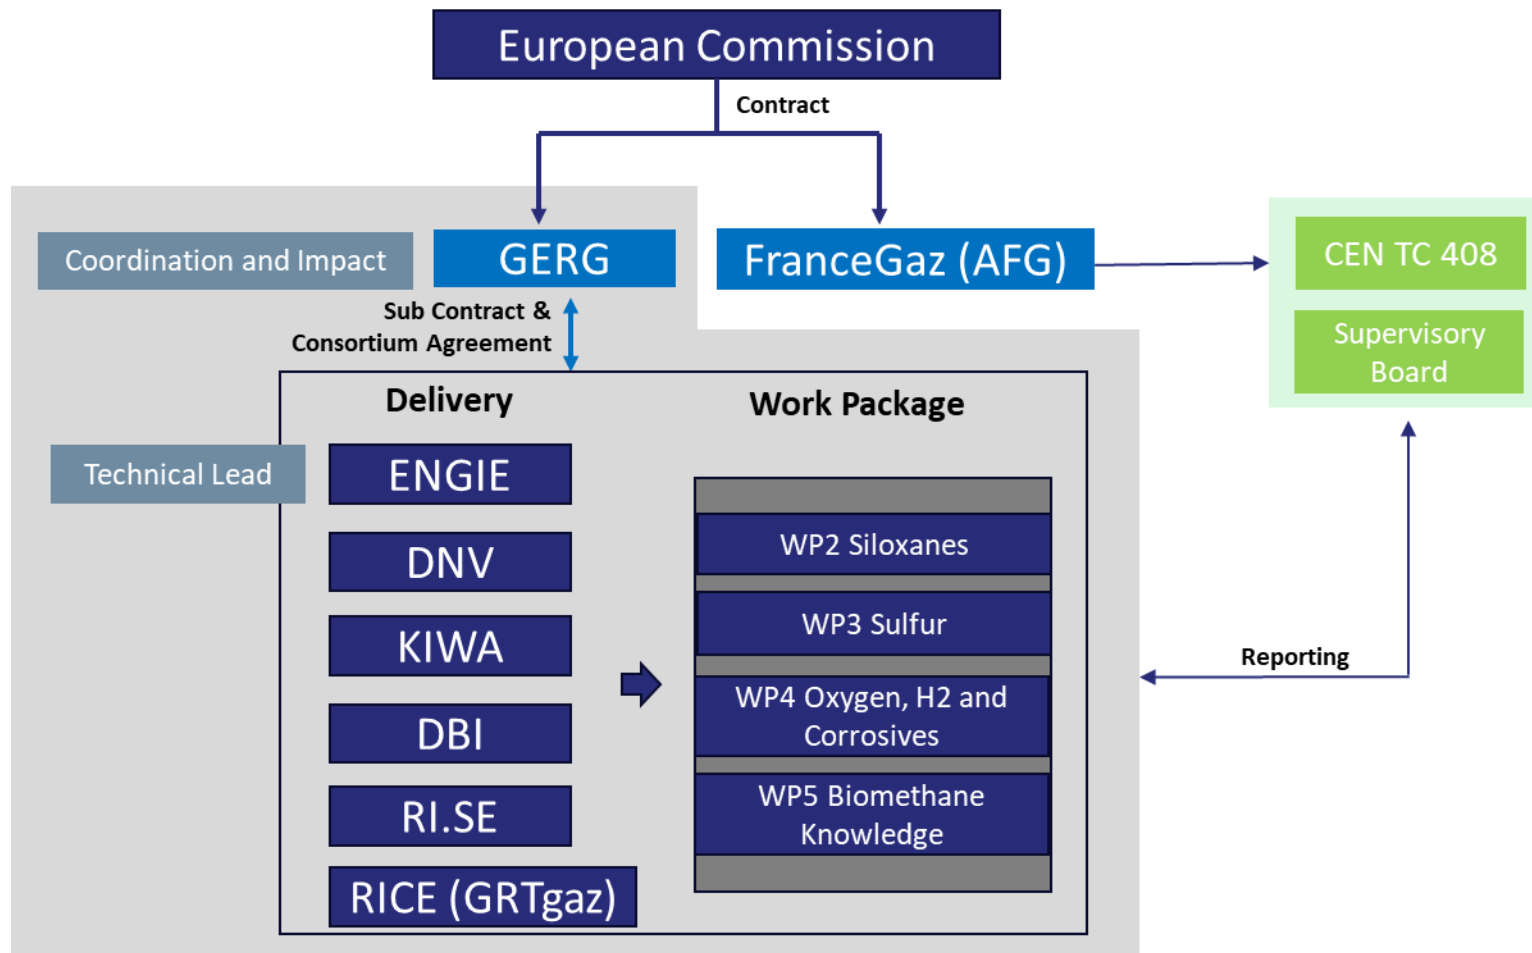 European Commission
Contract
Coordination and Impact
GERG
FranceGaz (AFG)
CEN TC 408
Supervisory
Board
Sub Contract &
Consortium Agreement
Delivery
Work Package
Technical Lead
ENGIE
DNV
KIWA
DBI
RI.SE
RICE (GRTgaz)
WP2 Siloxanes
WP3 Sulfur
WP4 Oxygen, H2 and
Corrosives
WP5 Biomethane
Knowledge
Reporting